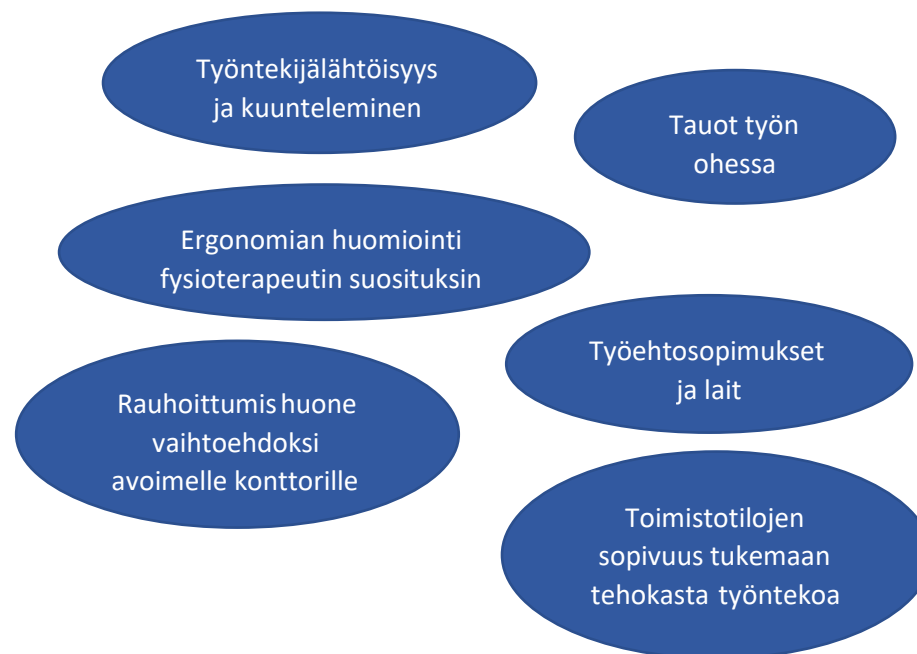 Työntekijälähtöisyys
ja kuunteleminen
Tauot työn
ohessa
Ergonomian huomiointi
fysioterapeutin suosituksin
Työehtosopimukset
ja lait
Rauhoittumis huone
vaihtoehdoksi
avoimelle konttorille
Toimistotilojen
sopivuus tukemaan
tehokasta työntekoa